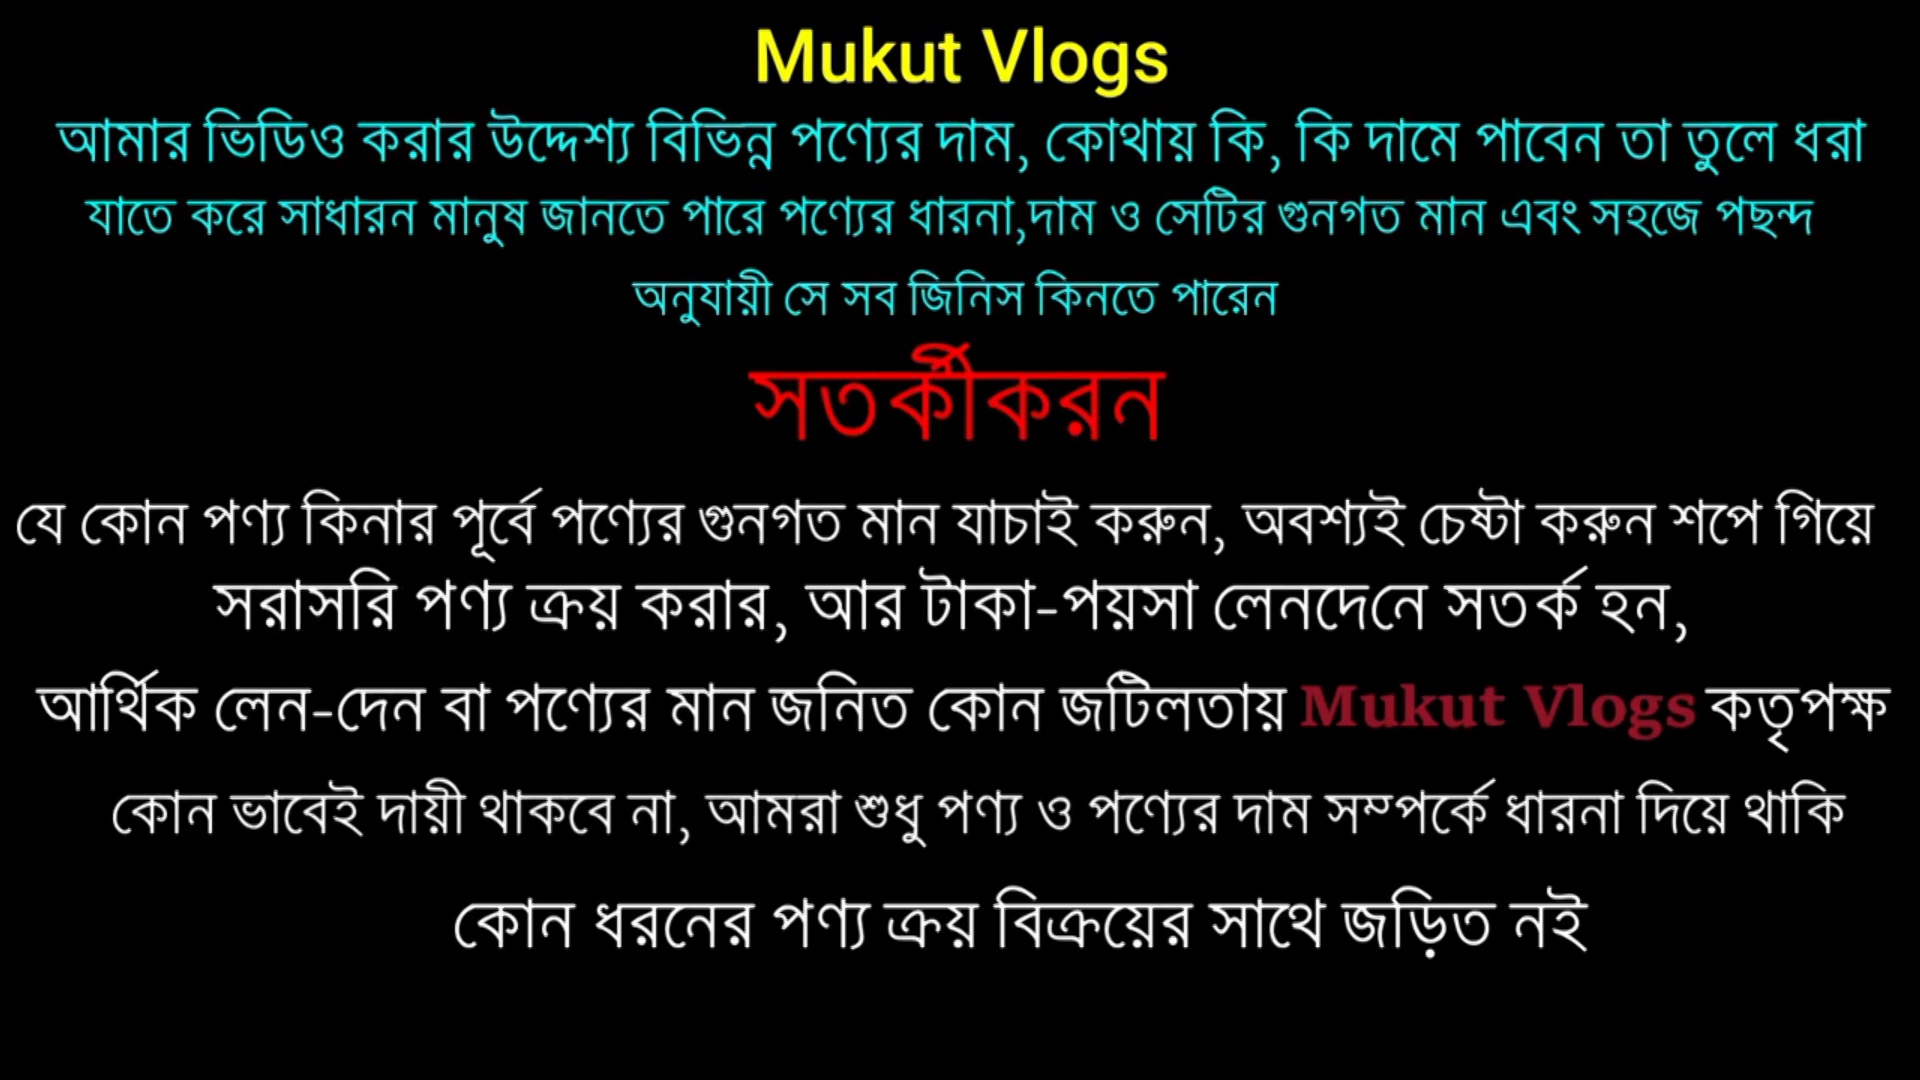 Mukut Vlogs
আমার ভিডিও করার উদ্দেশ্য বিভিন্ন পণ্যের দাম, কোথায় কি, কি দামে পাবেন তা তুলে ধরা
যাতে করে সাধারন মানুষ জানতে পারে পণ্যের ধারনা,দাম ও সেটির গুনগত মান এবং সহজে পছন্দ
অনুযায়ী সে সব জিনিস কিনতে পারেন
সতর্কীকরন
যে কোন পণ্য কিনার পূর্বে পণ্যের গুনগত মান যাচাই করুন, অবশ্যই চেষ্টা করুন শপে গিয়ে
সরাসরি পণ্য ক্রয় করার, আর টাকা-পয়সা লেনদেনে সতর্ক হন,
আর্থিক লেন-দেন বা পণ্যের মান জনিত কোন জটিলতায় Mukut Vlogs কতৃপক্ষ
কোন ভাবেই দায়ী থাকবে না, আমরা শুধু পণ্য ও পণ্যের দাম সম্পর্কে ধারনা দিয়ে থাকি
কোন ধরনের পণ্য ক্রয় বিক্রয়ের সাথে জড়িত নই